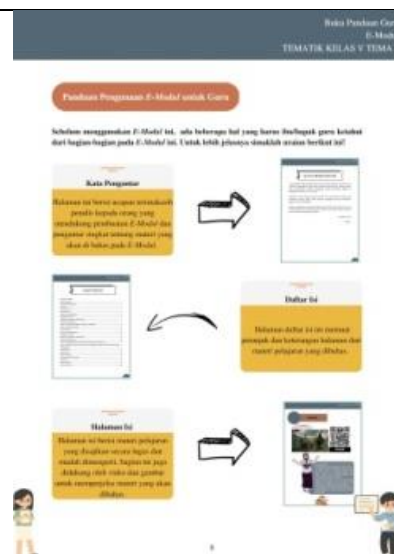 Buku Panduan Gur
E-Modu
TEMATIK KELAS V TEMA
Panduan Penggunaan E-Modul untuk Guru
Sebelum menggunakan E-Modul ini, ada beberapa hal yang harus ibu/bapak guru ketahui
dari bagian-bagian pada E-Modul ini. Untuk lebih jelasnya simaklah uraian berikut ini!
Kata Pengantar
Halaman ini berisi ucapan terimakasih
penulis kepada orang yang
mendukung pembuatan E-Modul dan
pengantar singkat tentang materi yang
akan di bahas pada E-Modul
Daftar Isi
Halaman daftar isi ini memuat
petunjuk dan keterangan halaman dan
materi pelajaran yang dibahas.
Halaman Isi
Halaman ini berisi materi pelajaran
yang disajikan secara lugas dan
mudah dimengerti, bagian ini juga
didukung oleh video dan gambar
untuk memperjelas materi yang akan
dibahas.